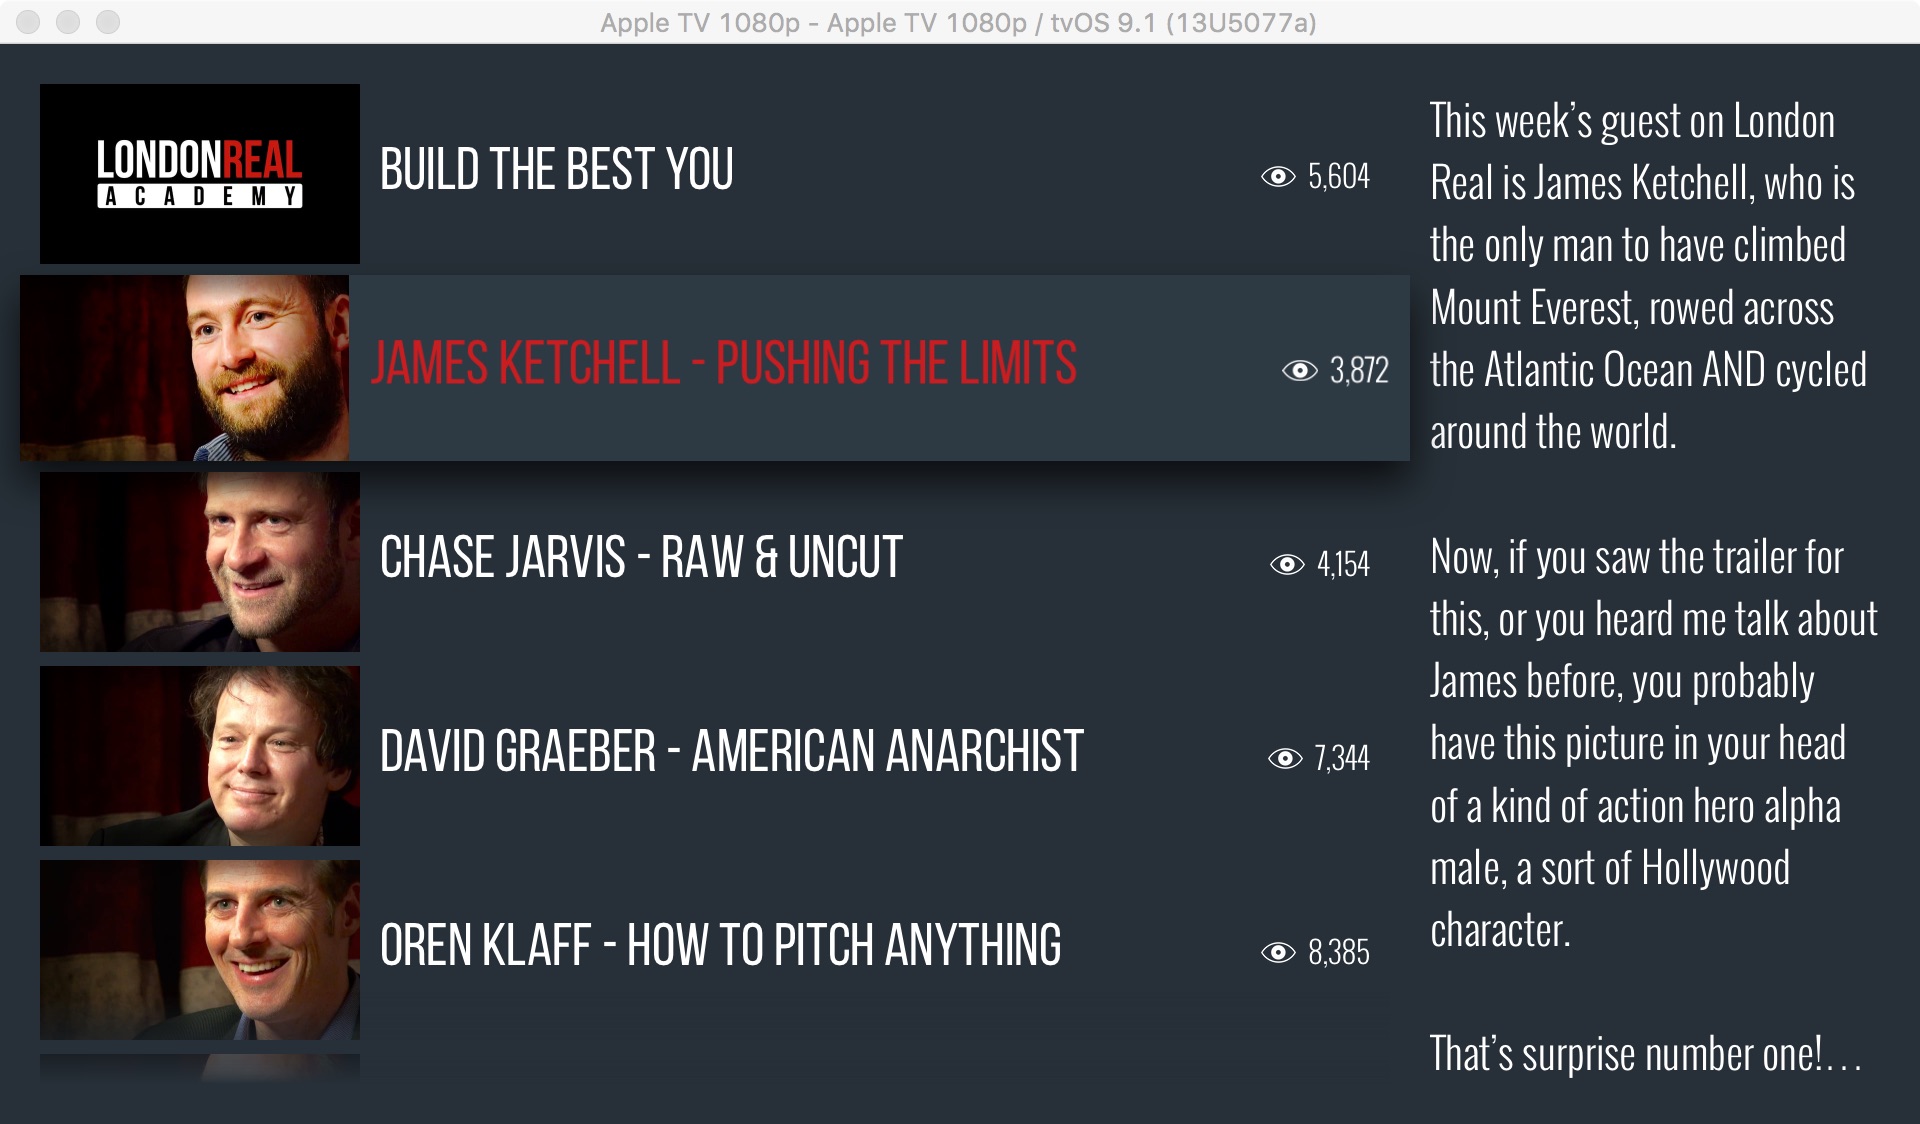 Apple TV 1080p - Apple TV 1080p / tvOS 9.1 (13U5077a)
LONDONREAL
ACADEMY
BUILD THE BEST YOU
5,604
JAMES KETCHELL - PUSHING THE LIMITS
3,872
CHASE JARVIS - RAW & UNCUT
4,154
DAVID GRAEBER - AMERICAN ANARCHIST
7,344
OREN KLAFF - HOW TO PITCH ANYTHING
8,385
This week’s guest on London
Real is James Ketchell, who is
the only man to have climbed
Mount Everest, rowed across
the Atlantic Ocean AND cycled
around the world.
Now, if you saw the trailer for
this, or you heard me talk about
James before, you probably
have this picture in your head
of a kind of action hero alpha
male, a sort of Hollywood
character.
That’s surprise number one!…